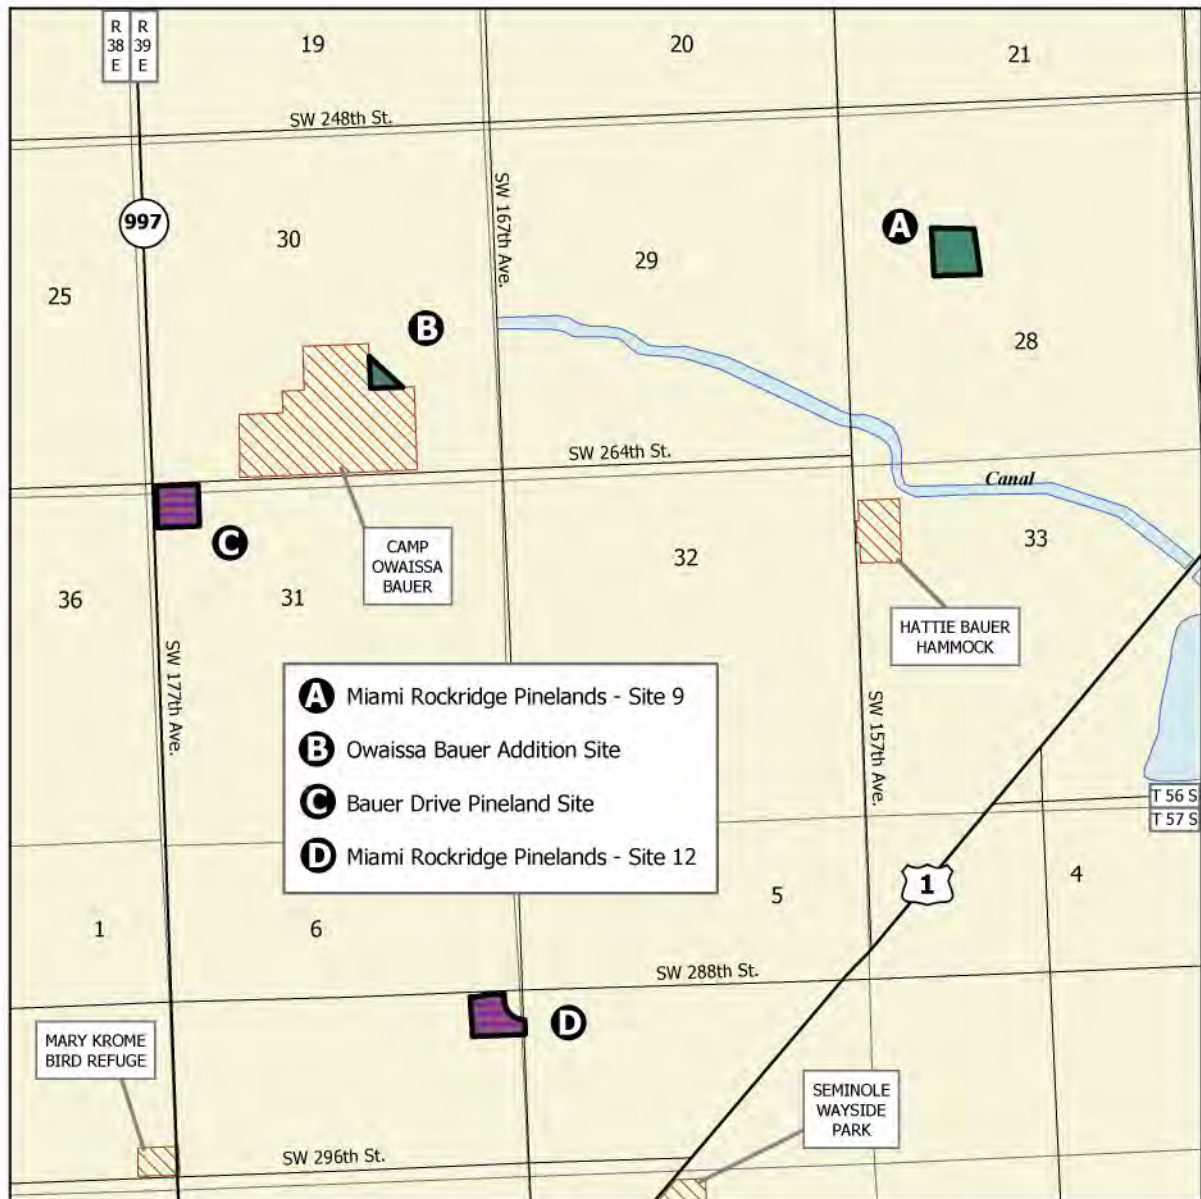 R
38
E
R
39
E
19
20
21
SW 248th St.
997
30
SW 167th Ave.
29
A
25
B
28
SW 264th St.
Canal
C
CAMP
OWAISSA
BAUER
32
33
36
31
HATTIE BAUER
HAMMOCK
SW 177th Ave.
SW 157th Ave.
A Miami Rockridge Pinelands - Site 9
B Owaissa Bauer Addition Site
C Bauer Drive Pineland Site
D Miami Rockridge Pinelands - Site 12
T 56 S
T 57 S
1
4
5
1
6
SW 288th St.
D
MARY KROME
BIRD REFUGE
SEMINOLE
WAYSIDE
PARK
SW 296th St.